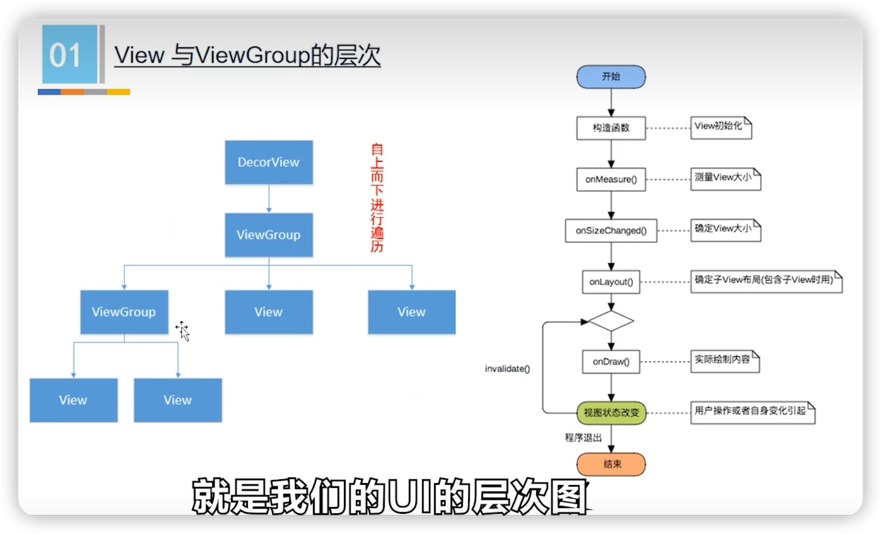 01
View 与ViewGroup的层次
DecorView
ViewGroup
ViewGroup
View
View
View
View
自上而下进行遍历
开始
构造函数
View初始化
onMeasure()
测量View大小
onSizeChanged()
确定View大小
onLayout()
确定子View布局(包含子View时用)
invalidate()
onDraw()
实际绘制内容
视图状态改变
用户操作或者自身变化引起
程序退出
结束
就是我们的UI的层次图